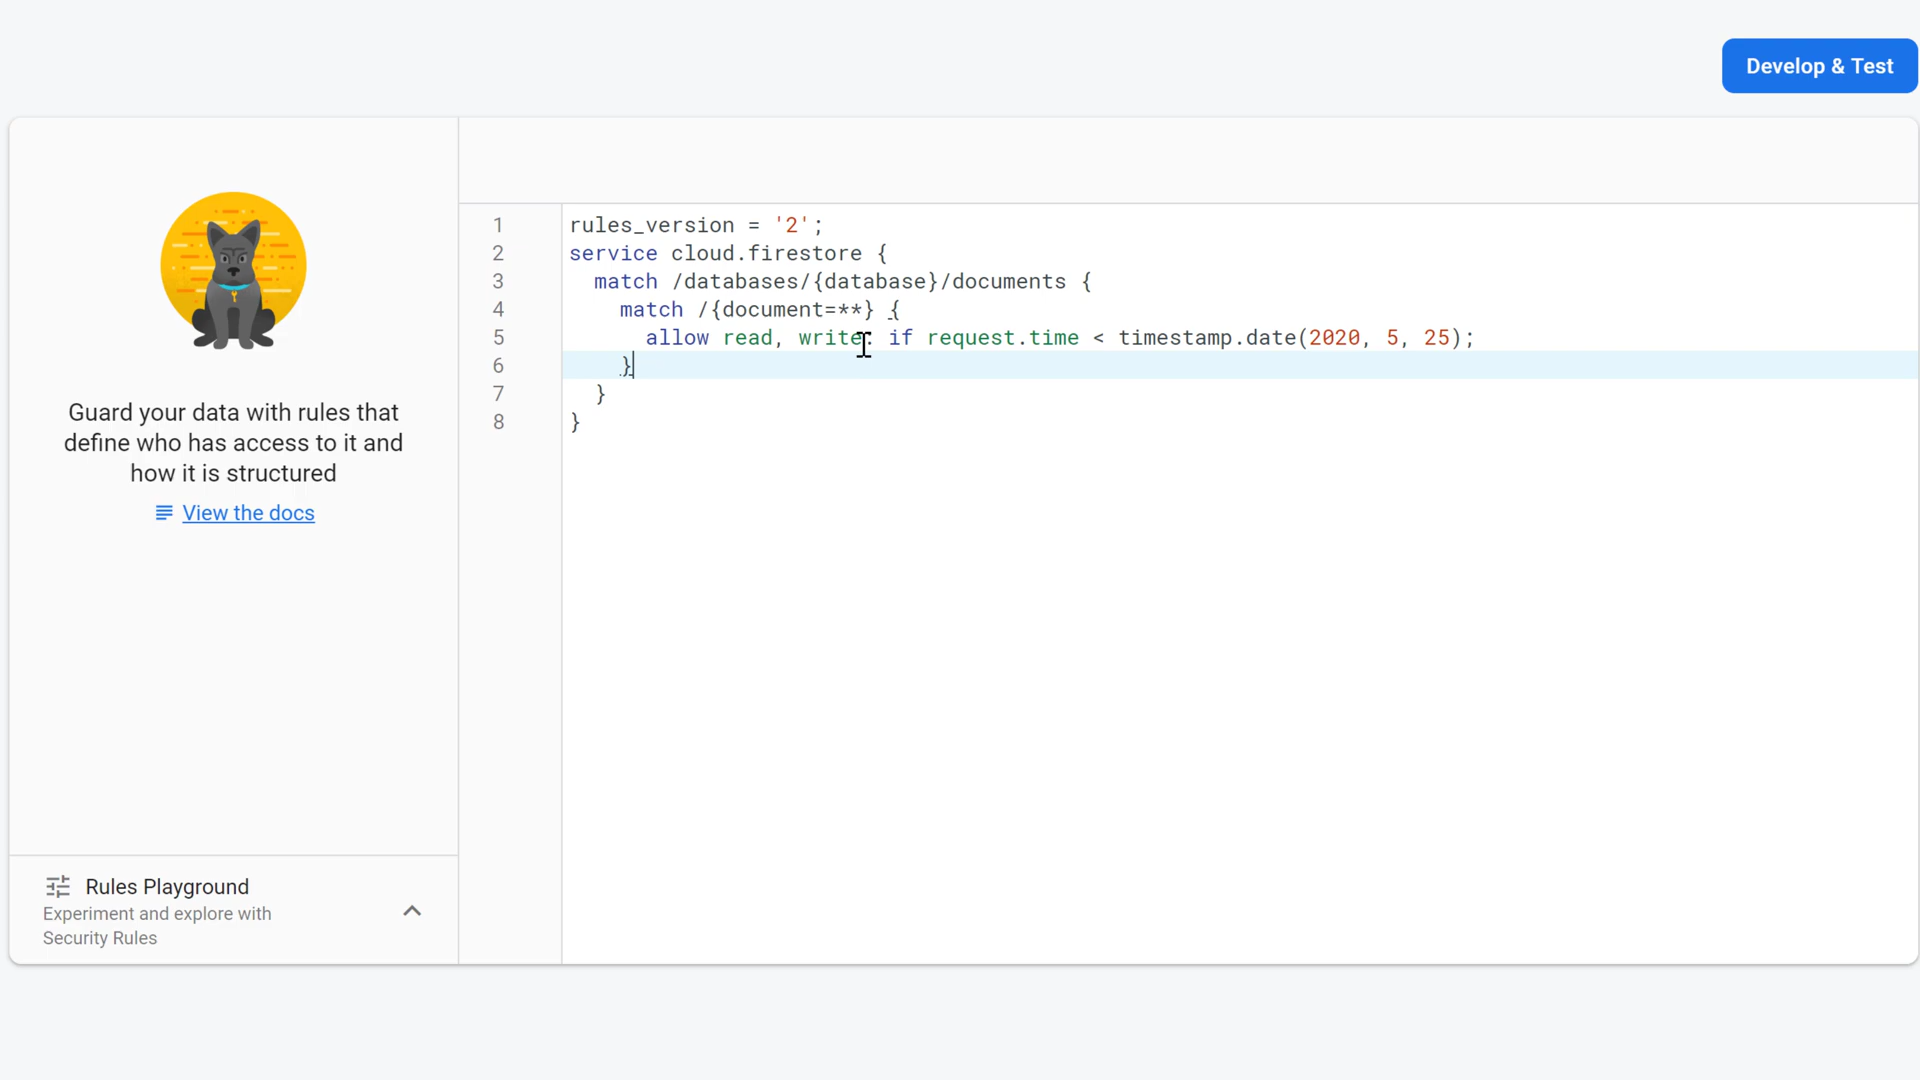 Develop & Test
Guard your data with rules that
define who has access to it and
how it is structured
View the docs
Rules Playground
Experiment and explore with
Security Rules
1 rules_version = '2';
2 service cloud.firestore {
3 match /databases/{database}/documents {
4 match /{document=**} {
5 allow read, write: if request.time < timestamp.date(2020, 5, 25);
6 }
7 }
8 }